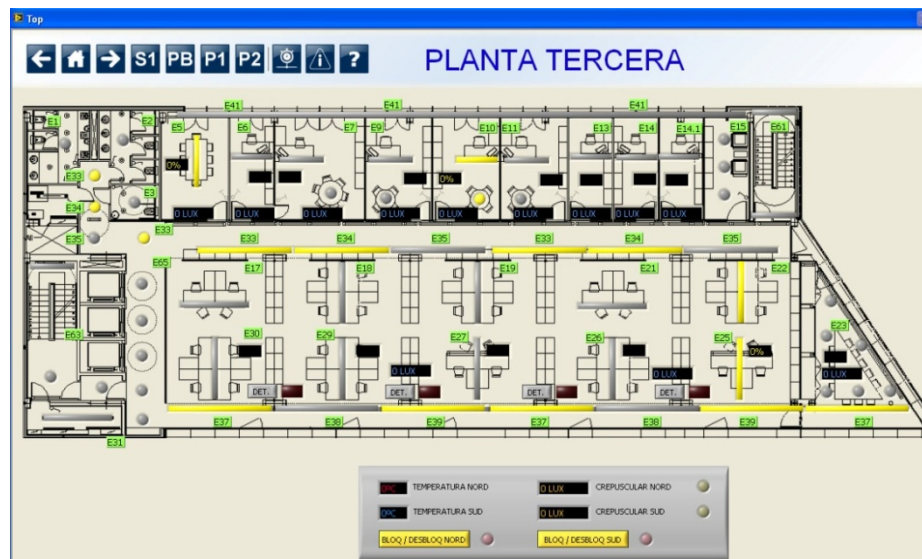 Top
S1 PB P1 P2 ? PLANTA TERCERA
E41 E41 E41
E1 E2 E5 E6 E7 E9 E10 E11 E13 E14 E14.1 E15 E61
0% 0%
E33
E3
E34
0 LUX 0 LUX 0 LUX 0 LUX 0 LUX 0 LUX 0 LUX 0 LUX 0 LUX
E35 E33
E33 E34 E35 E33 E34 E35
E65 E17 E18 E19 E21 E22
E63 E30 E29 E27 E26 E25 E23
0%
0 LUX 0 LUX 0 LUX
DET. DET. DET.
E37 E38 E39 E37 E38 E39 E37
E31
0ºC TEMPERATURA NORD 0 LUX CREPUSCULAR NORD
0ºC TEMPERATURA SUD 0 LUX CREPUSCULAR SUD
BLOQ / DESBLOQ NORD BLOQ / DESBLOQ SUD